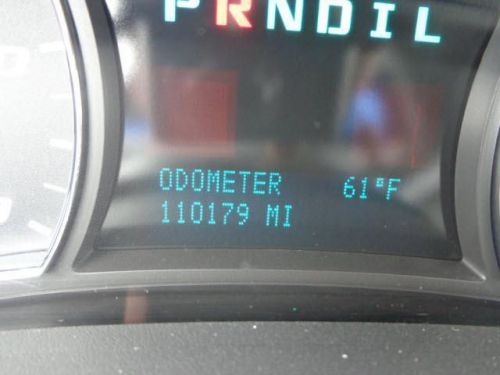 PRNDIL
ODOMETER 61°F
110179 MI